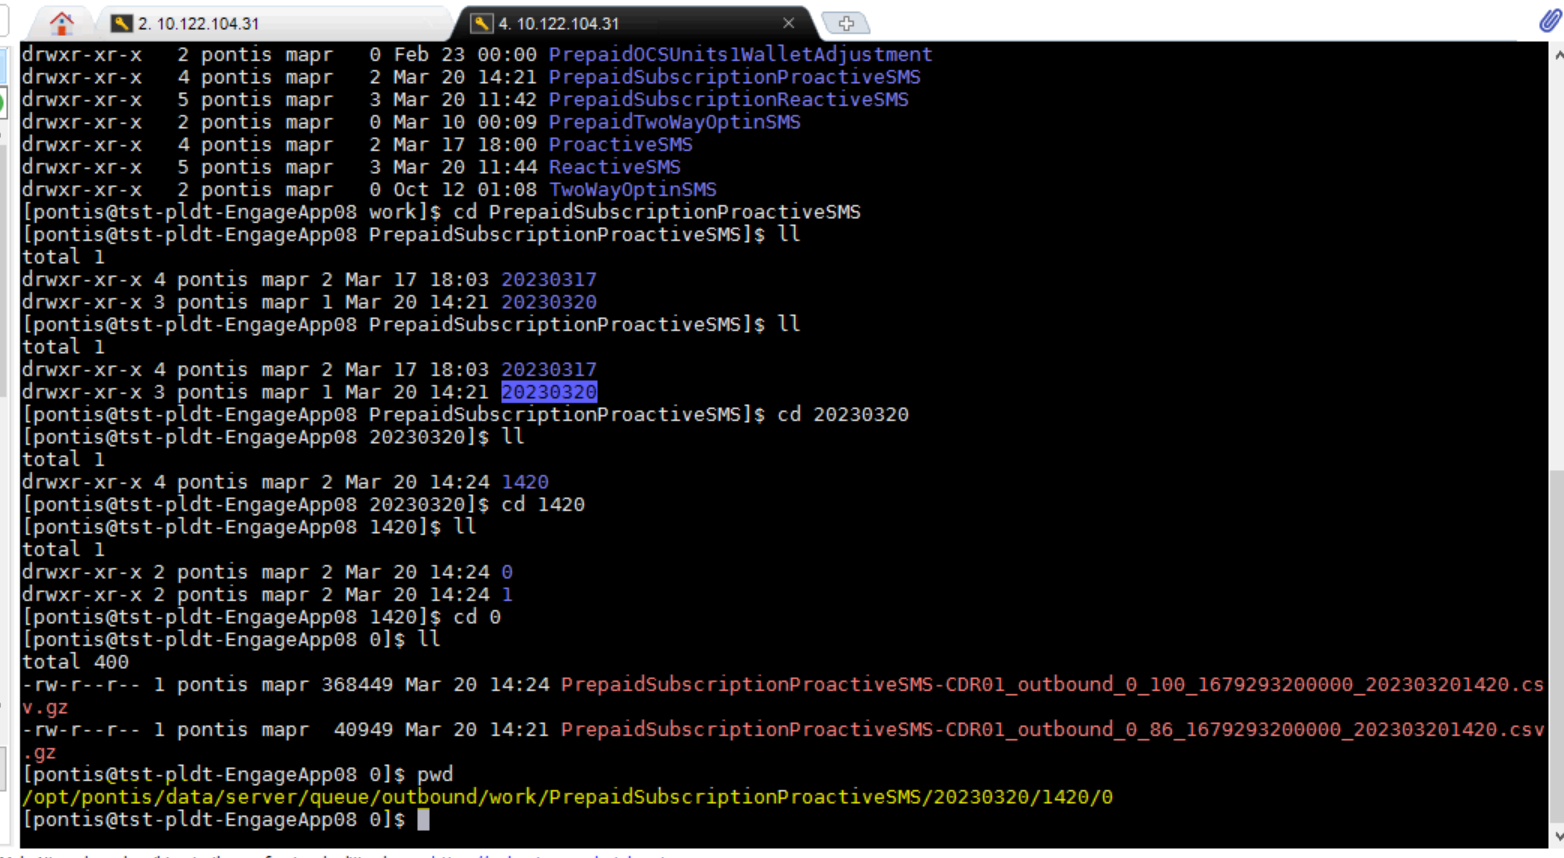 2. 10.122.104.31
4. 10.122.104.31
drwxr-xr-x   2 pontis mapr   0 Feb 23 00:00 PrepaidOCSUnits1WalletAdjustment
drwxr-xr-x   4 pontis mapr   2 Mar 20 14:21 PrepaidSubscriptionProactiveSMS
drwxr-xr-x   5 pontis mapr   3 Mar 20 11:42 PrepaidSubscriptionReactiveSMS
drwxr-xr-x   2 pontis mapr   0 Mar 10 00:09 PrepaidTwoWayOptinSMS
drwxr-xr-x   4 pontis mapr   2 Mar 17 18:00 ProactiveSMS
drwxr-xr-x   5 pontis mapr   3 Mar 20 11:44 ReactiveSMS
drwxr-xr-x   2 pontis mapr   0 Oct 12 01:08 TwoWayOptinSMS
[pontis@tst-pldt-EngageApp08 work]$ cd PrepaidSubscriptionProactiveSMS
[pontis@tst-pldt-EngageApp08 PrepaidSubscriptionProactiveSMS]$ ll
total 1
drwxr-xr-x 4 pontis mapr 2 Mar 17 18:03 20230317
drwxr-xr-x 3 pontis mapr 1 Mar 20 14:21 20230320
[pontis@tst-pldt-EngageApp08 PrepaidSubscriptionProactiveSMS]$ ll
total 1
drwxr-xr-x 4 pontis mapr 2 Mar 17 18:03 20230317
drwxr-xr-x 3 pontis mapr 1 Mar 20 14:21 20230320
[pontis@tst-pldt-EngageApp08 PrepaidSubscriptionProactiveSMS]$ cd 20230320
[pontis@tst-pldt-EngageApp08 20230320]$ ll
total 1
drwxr-xr-x 4 pontis mapr 2 Mar 20 14:24 1420
[pontis@tst-pldt-EngageApp08 20230320]$ cd 1420
[pontis@tst-pldt-EngageApp08 1420]$ ll
total 1
drwxr-xr-x 2 pontis mapr 2 Mar 20 14:24 0
drwxr-xr-x 2 pontis mapr 2 Mar 20 14:24 1
[pontis@tst-pldt-EngageApp08 1420]$ cd 0
[pontis@tst-pldt-EngageApp08 0]$ ll
total 400
-rw-r--r-- 1 pontis mapr 368449 Mar 20 14:24 PrepaidSubscriptionProactiveSMS-CDR01_outbound_0_100_1679293200000_202303201420.cs
v.gz
-rw-r--r-- 1 pontis mapr  40949 Mar 20 14:21 PrepaidSubscriptionProactiveSMS-CDR01_outbound_0_86_1679293200000_202303201420.csv
.gz
[pontis@tst-pldt-EngageApp08 0]$ pwd
/opt/pontis/data/server/queue/outbound/work/PrepaidSubscriptionProactiveSMS/20230320/1420/0
[pontis@tst-pldt-EngageApp08 0]$